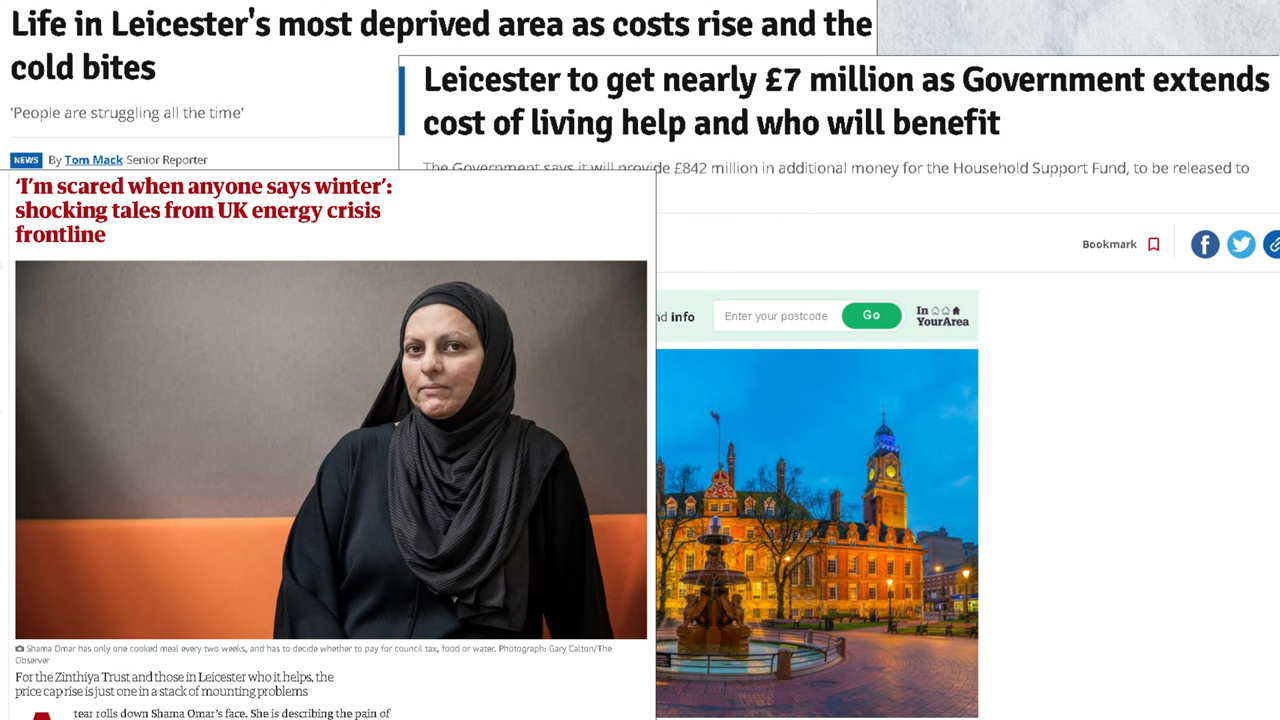 Life in Leicester's most deprived area as costs rise and the
cold bites
'People are struggling all the time'
NEWS By Tom Mack Senior Reporter
Leicester to get nearly £7 million as Government extends
cost of living help and who will benefit
The Government says it will provide £842 million in additional money for the Household Support Fund, to be released to
Bookmark
nd info
Enter your postcode
Go
In
YourArea
'I'm scared when anyone says winter':
shocking tales from UK energy crisis
frontline
Shama Omar has only one cooked meal every two weeks, and has to decide whether to pay for council tax, food or water. Photograph: Gary Calton/The
Observer
For the Zinthiya Trust and those in Leicester who it helps, the
price cap rise is just one in a stack of mounting problems
A tear rolls down Shama Omar's face. She is describing the pain of